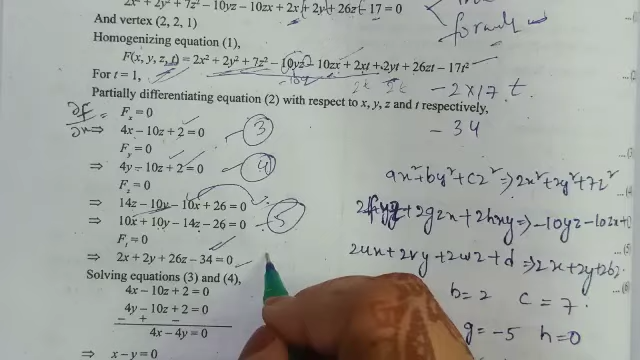 2x² + 2y² + 7z² − 10yz − 10zx + 2x + 2y + 26z − 17 = 0
And vertex (2, 2, 1)
Homogenizing equation (1),
F(x, y, z, t) = 2x² + 2y² + 7z² − 10yz − 10zx + 2xt + 2yt + 26zt − 17t²
For t = 1,
Partially differentiating equation (2) with respect to x, y, z and t respectively,
∂F/∂x =
Fx = 0
⇒ 4x − 10z + 2 = 0
Fy = 0
⇒ 4y − 10z + 2 = 0
Fz = 0
⇒ 14z − 10y − 10x + 26 = 0
⇒ 10x + 10y − 14z − 26 = 0
Ft = 0
⇒ 2x + 2y + 26z − 34 = 0
Solving equations (3) and (4),
4x − 10z + 2 = 0
4y − 10z + 2 = 0
− + −
4x − 4y = 0
⇒ x − y = 0
formula
− 2×17. t
− 34
3
4
5
ax²+by²+cz² ⇒ 2x²+2y²+7z²
2fyz+2gzx+2hxy ⇒ −10yz−10zx+0
2ux+2vy+2wz+d ⇒ 2x+2y+26z
b = 2 c = 7
g = −5 h = 0